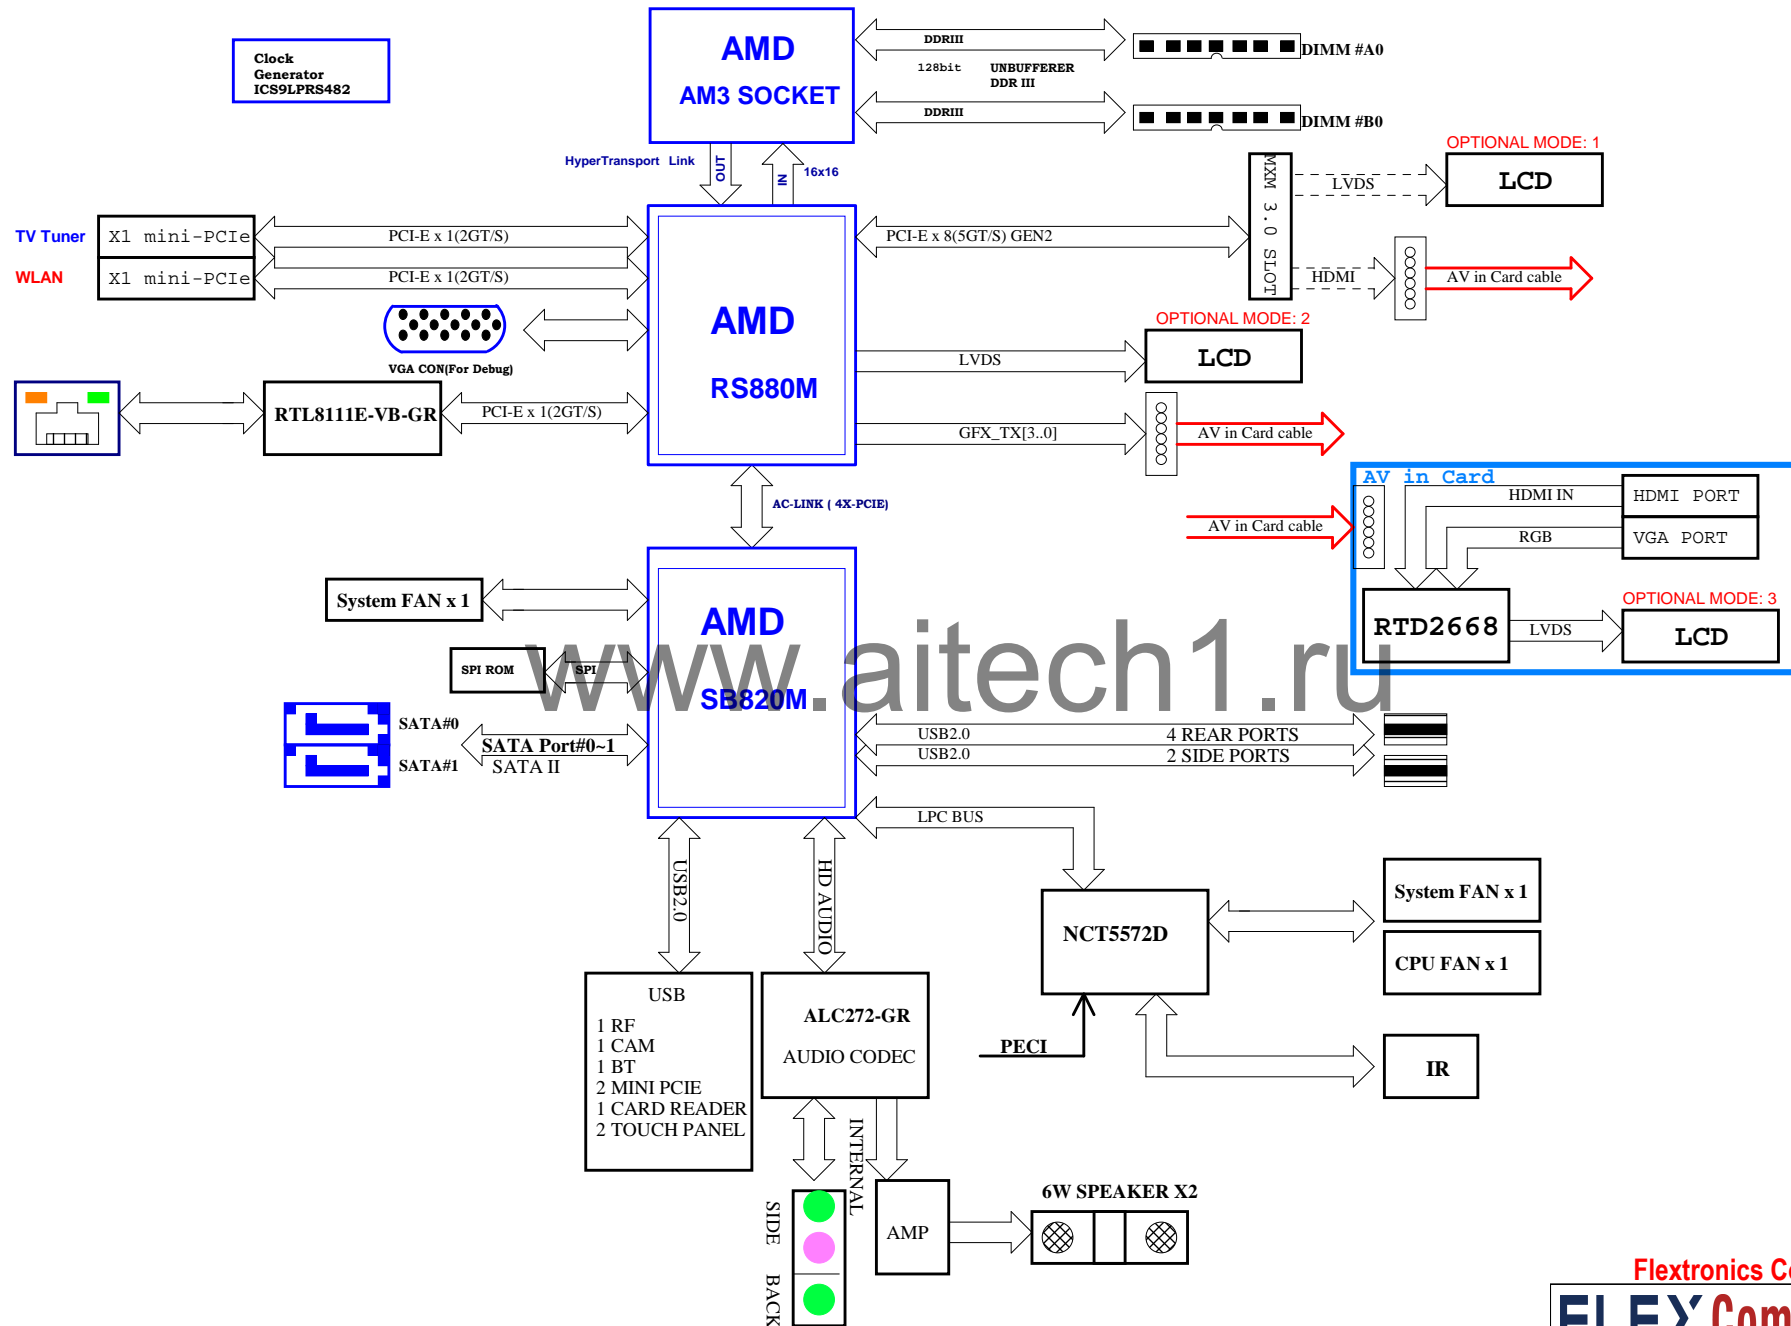 Clock
Generator
ICS9LPRS482
AMD
AM3 SOCKET
DDRIII
128bit UNBUFFERER
DDR III
DDRIII
DIMM #A0
DIMM #B0
HyperTransport Link
OUT
IN
16x16
OPTIONAL MODE: 1
LCD
LVDS
MXM 3.0 SLOT
HDMI
AV in Card cable
TV Tuner
X1 mini-PCIe
PCI-E x 1(2GT/S)
WLAN
X1 mini-PCIe
PCI-E x 1(2GT/S)
PCI-E x 8(5GT/S) GEN2
AMD
RS880M
VGA CON(For Debug)
OPTIONAL MODE: 2
LVDS
LCD
RTL8111E-VB-GR
PCI-E x 1(2GT/S)
GFX_TX[3..0]
AV in Card cable
AC-LINK ( 4X-PCIE)
AV in Card
HDMI IN
HDMI PORT
AV in Card cable
RGB
VGA PORT
OPTIONAL MODE: 3
RTD2668
LVDS
LCD
System FAN x 1
AMD
SB820M
SPI ROM
SPI
www.aitech1.ru
SATA#0
SATA#1
SATA Port#0~1
SATA II
USB2.0
4 REAR PORTS
USB2.0
2 SIDE PORTS
LPC BUS
USB2.0
HD AUDIO
NCT5572D
System FAN x 1
CPU FAN x 1
PECI
IR
USB
1 RF
1 CAM
1 BT
2 MINI PCIE
1 CARD READER
2 TOUCH PANEL
ALC272-GR
AUDIO CODEC
INTERNAL
SIDE
BACK
AMP
6W SPEAKER X2
Flextronics Co
FLEX Com